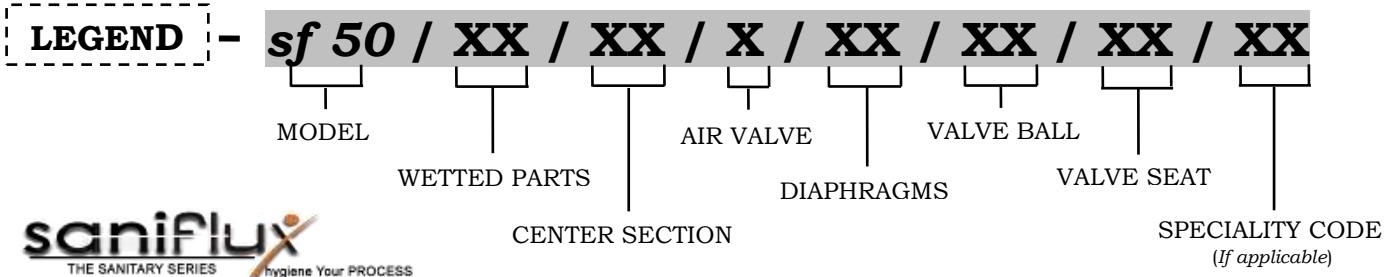 LEGEND - sf 50 / XX / XX / X / XX / XX / XX / XX
MODEL
AIR VALVE
VALVE BALL
WETTED PARTS
DIAPHRAGMS
VALVE SEAT
CENTER SECTION
SPECIALITY CODE
(If applicable)
saniflux
THE SANITARY SERIES
hygiene Your PROCESS